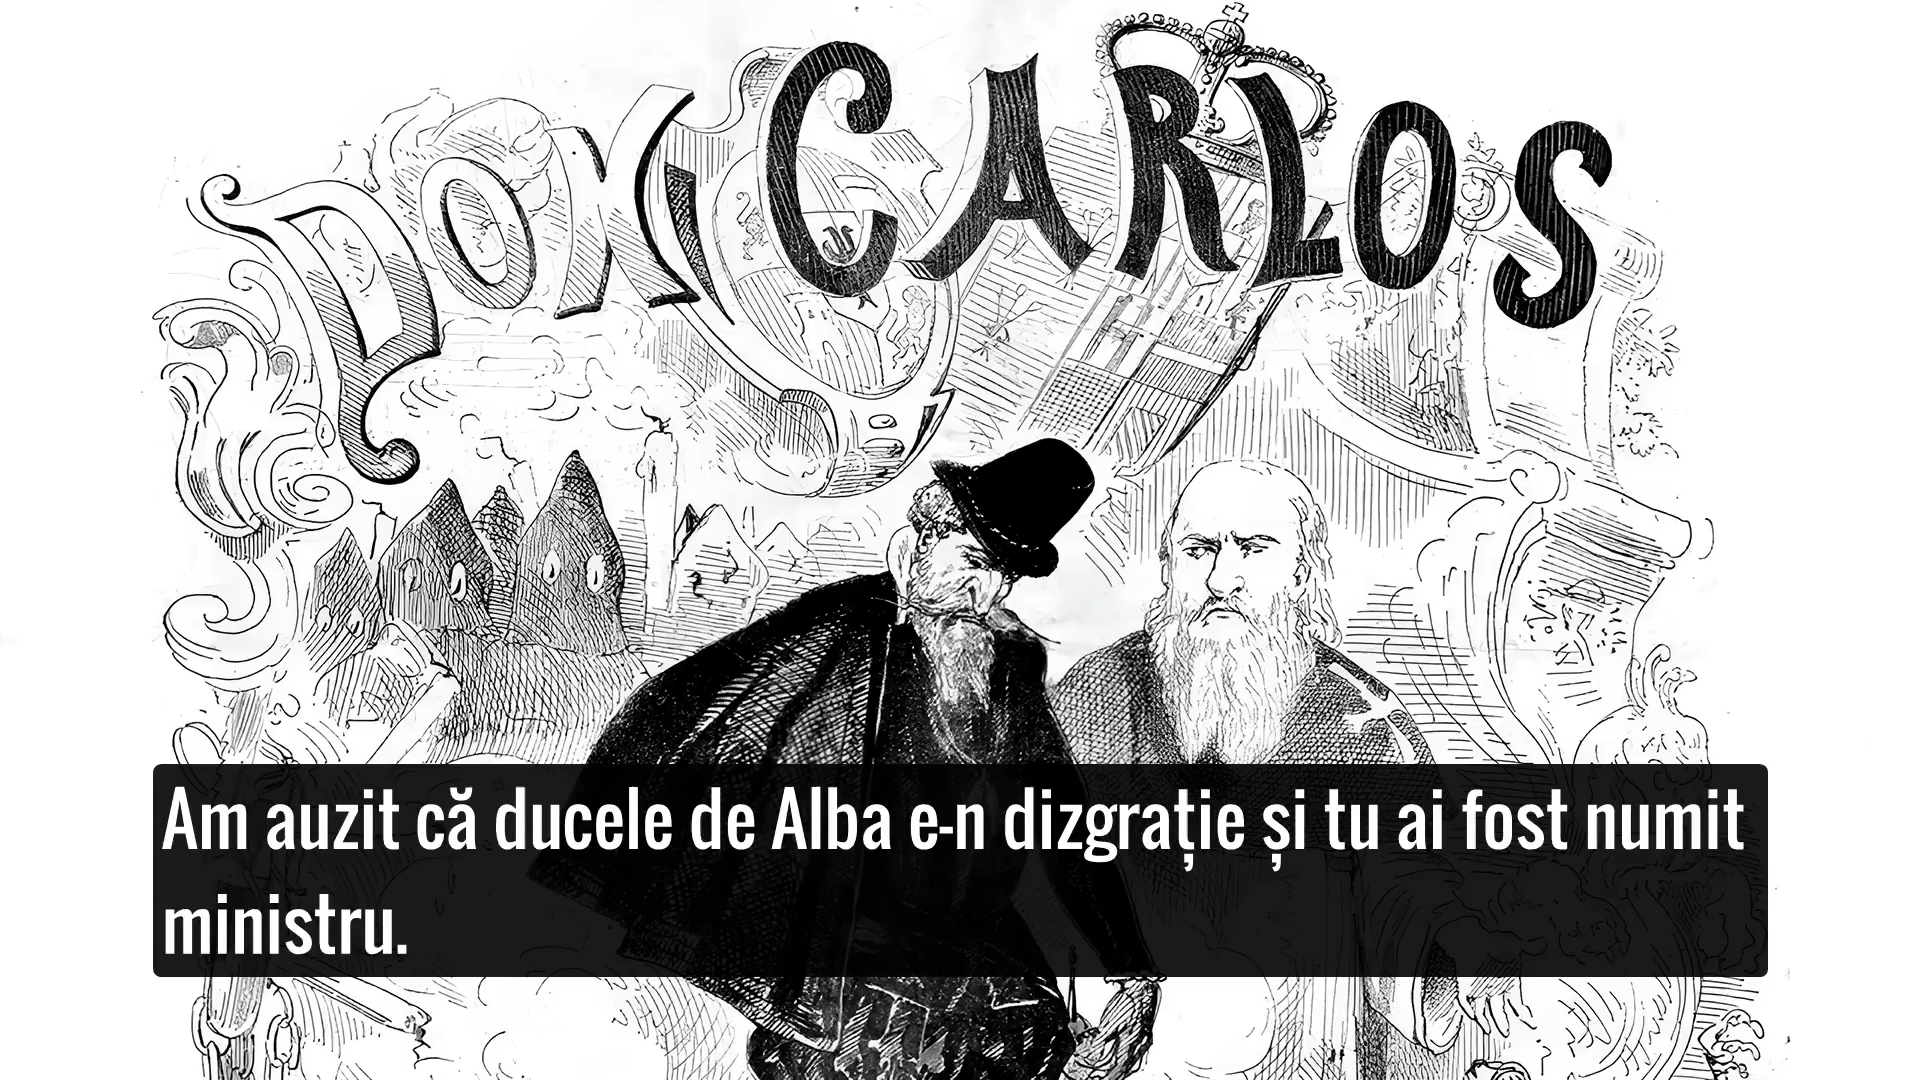 DON CARLOS
Am auzit că ducele de Alba e-n dizgrație și tu ai fost numit
ministru.